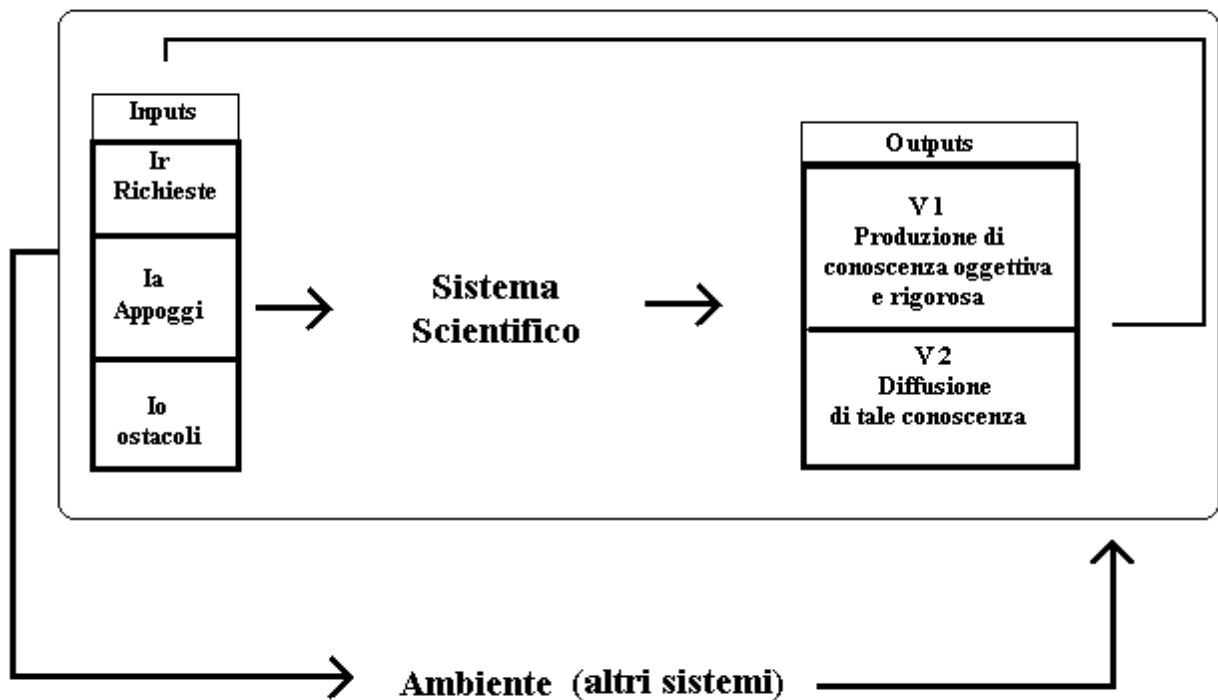 Inputs
Ir
Richieste
Ia
Appoggi
Io
ostacoli
Sistema
Scientifico
Outputs
V 1
Produzione di
conoscenza oggettiva
e rigorosa
V 2
Diffusione
di tale conoscenza
Ambiente (altri sistemi)